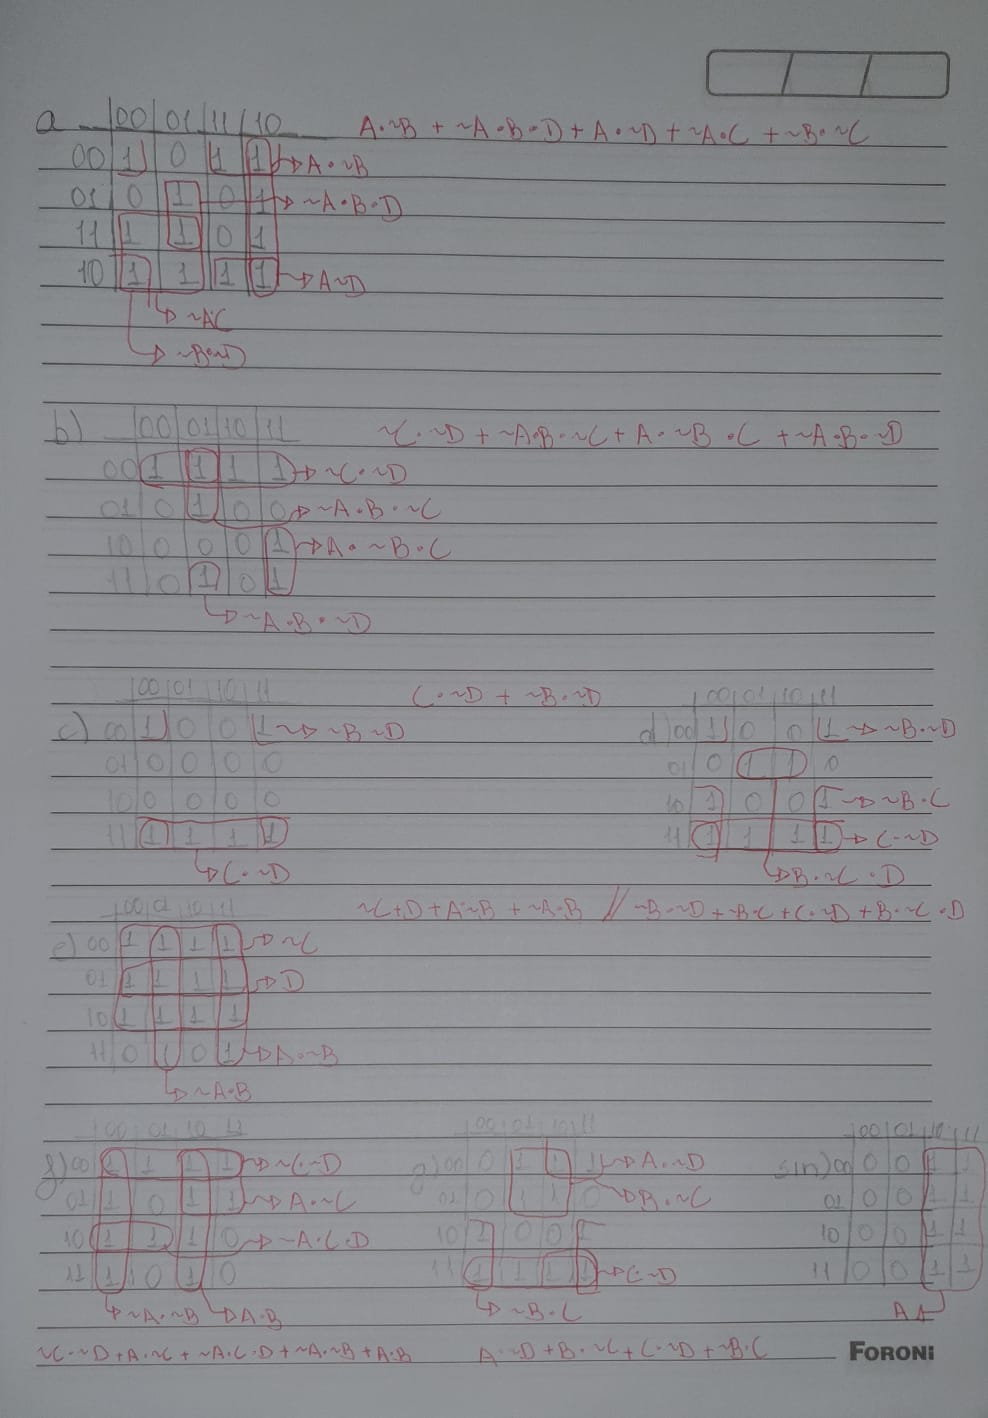 a 00 01 11 10 A·~B + ~A·B·D + A·~D + ~A·C + ~B·~C
00 1 0 1 1 → A·~B
01 0 1 0 1 → ~A·B·D
11 1 1 0 1
10 1 1 1 1 → A~D
→ ~AC
→ ~B·~D
b) 00 01 10 11 ~C·~D + ~A·B·~C + A·~B·C + ~A·B·~D
00 1 1 1 1 → ~C·~D
01 0 1 0 0 → ~A·B·~C
10 0 0 0 1 → A·~B·C
11 0 1 0 1
→ ~A·B·~D
00 01 10 11 C·~D + ~B·~D
c) 00 1 0 0 1 → ~B·~D
01 0 0 0 0
10 0 0 0 0
11 1 1 1 1
→ C·~D
00 01 10 11
d 00 1 0 0 1 → ~B·~D
01 0 1 1 0
10 1 0 0 1 → ~B·C
11 1 1 1 1 → C·~D
→ B·~C·D
00 01 10 11 ~C+D+A·~B+~A·B // ~B·~D+~B·C+C·~D+B·~C·D
e) 00 1 1 1 1 → ~C
01 1 1 1 1 → D
10 1 1 1 1
11 0 1 0 1 → A·~B
→ ~A·B
00 01 10 11
f) 00 1 1 1 1 → ~C·~D
01 1 0 1 1 → A·~C
10 1 1 1 0 → ~A·C·D
11 1 0 1 0
→ ~A·~B → A·B
~C·~D+A·~C+~A·C·D+~A·~B+A·B
00 01 10 11
g) 00 0 1 1 1 → A·~D
01 0 1 1 0 → B·~C
10 1 0 0 1
11 1 1 1 1 → C·~D
→ ~B·C
A·~D+B·~C+C·~D+~B·C
00 01 10 11
sin) 00 0 0 1 1
01 0 0 1 1
10 0 0 1 1
11 0 0 1 1
A
FORONI